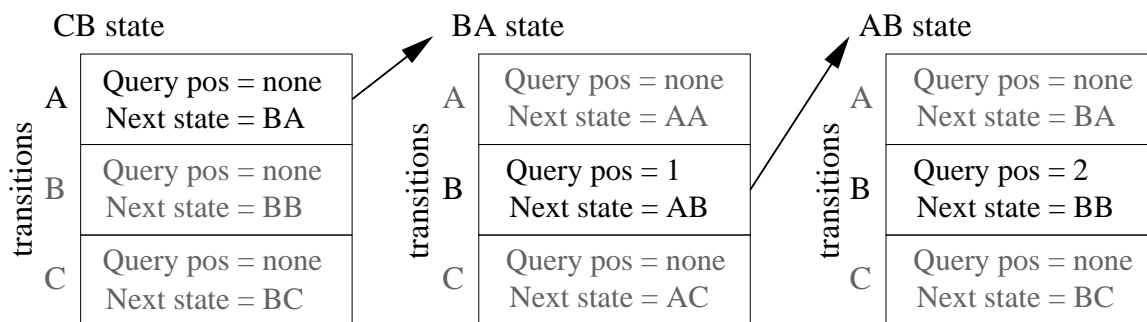 CB state
transitions
A
Query pos = none
Next state = BA
B
Query pos = none
Next state = BB
C
Query pos = none
Next state = BC
BA state
transitions
A
Query pos = none
Next state = AA
B
Query pos = 1
Next state = AB
C
Query pos = none
Next state = AC
AB state
transitions
A
Query pos = none
Next state = BA
B
Query pos = 2
Next state = BB
C
Query pos = none
Next state = BC